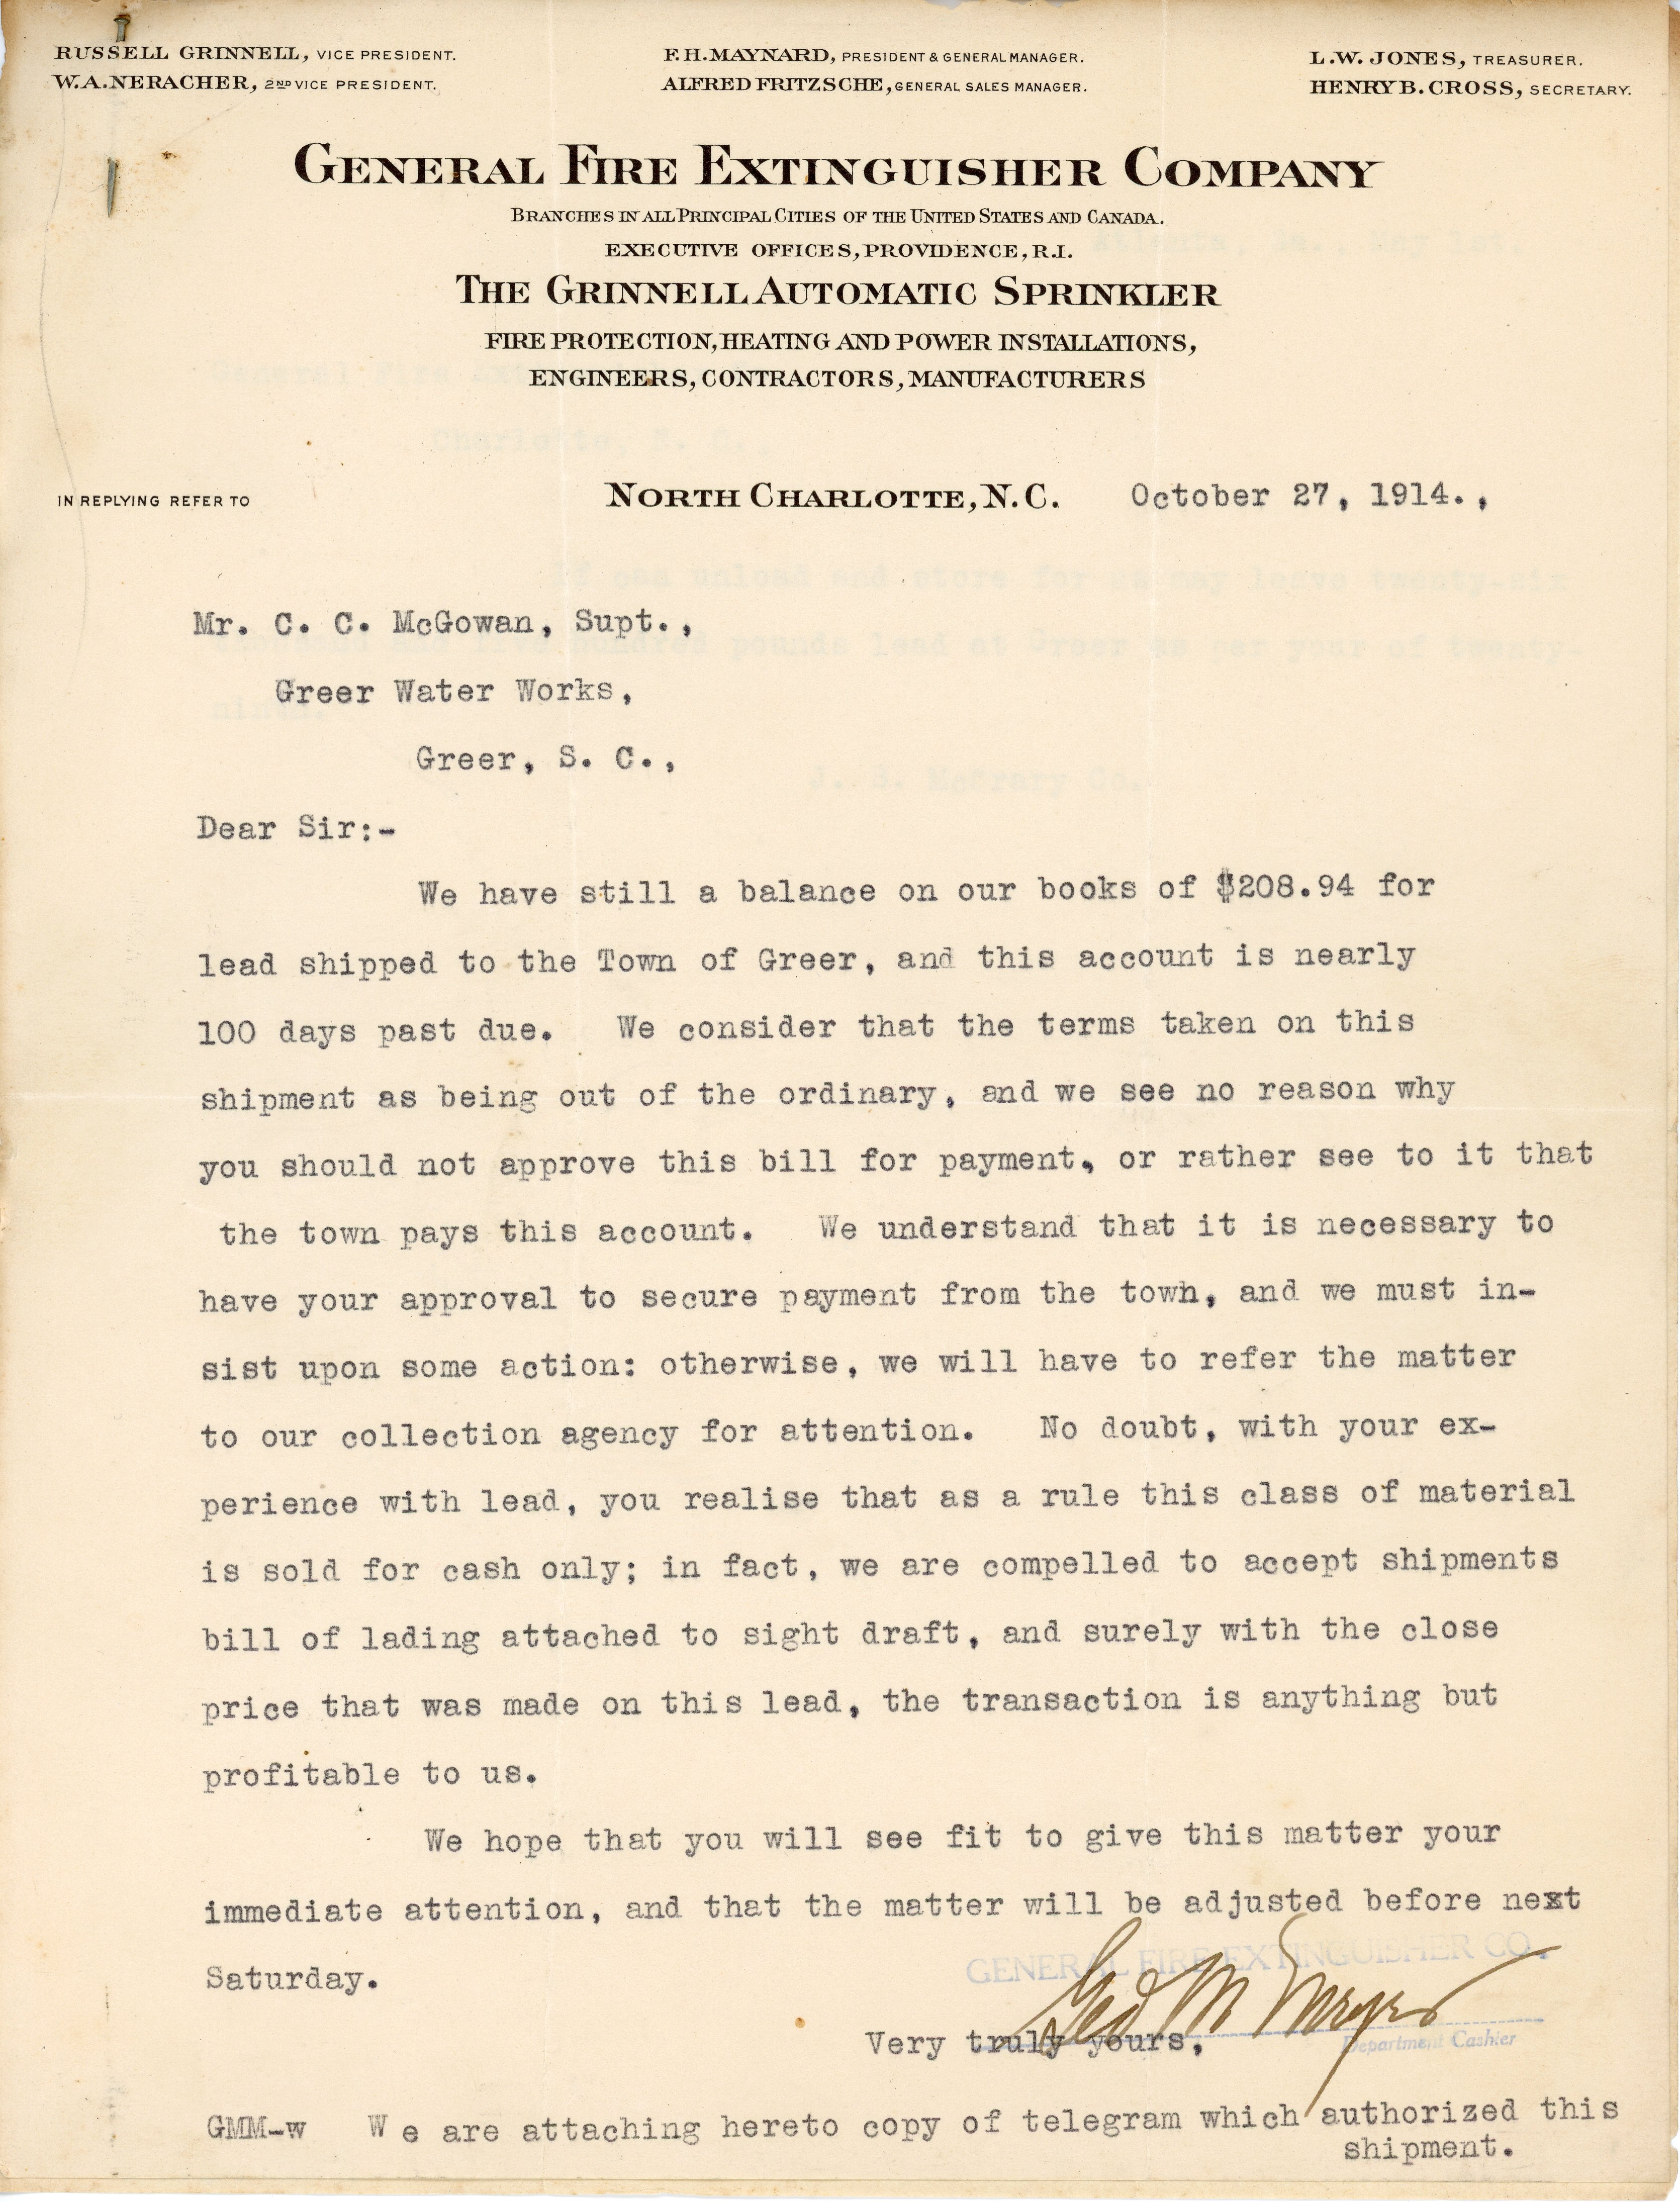 RUSSELL GRINNELL, VICE PRESIDENT.
W.A. NERACHER, 2ND VICE PRESIDENT.
F.H. MAYNARD, PRESIDENT & GENERAL MANAGER.
ALFRED FRITZSCHE, GENERAL SALES MANAGER.
L.W. JONES, TREASURER.
HENRY B. CROSS, SECRETARY.
GENERAL FIRE EXTINGUISHER COMPANY
BRANCHES IN ALL PRINCIPAL CITIES OF THE UNITED STATES AND CANADA.
EXECUTIVE OFFICES, PROVIDENCE, R.I.
THE GRINNELL AUTOMATIC SPRINKLER
FIRE PROTECTION, HEATING AND POWER INSTALLATIONS,
ENGINEERS, CONTRACTORS, MANUFACTURERS
IN REPLYING REFER TO
NORTH CHARLOTTE, N.C. October 27, 1914.,
Mr. C. C. McGowan, Supt.,
Greer Water Works,
Greer, S. C.,
Dear Sir:-
We have still a balance on our books of $208.94 for
lead shipped to the Town of Greer, and this account is nearly
100 days past due. We consider that the terms taken on this
shipment as being out of the ordinary, and we see no reason why
you should not approve this bill for payment, or rather see to it that
the town pays this account. We understand that it is necessary to
have your approval to secure payment from the town, and we must in-
sist upon some action: otherwise, we will have to refer the matter
to our collection agency for attention. No doubt, with your ex-
perience with lead, you realise that as a rule this class of material
is sold for cash only; in fact, we are compelled to accept shipments
bill of lading attached to sight draft, and surely with the close
price that was made on this lead, the transaction is anything but
profitable to us.
We hope that you will see fit to give this matter your
immediate attention, and that the matter will be adjusted before next
Saturday.
GENERAL FIRE EXTINGUISHER CO.
Geo M
Very truly yours,
Department Cashier
GMM-w We are attaching hereto copy of telegram which authorized this
shipment.